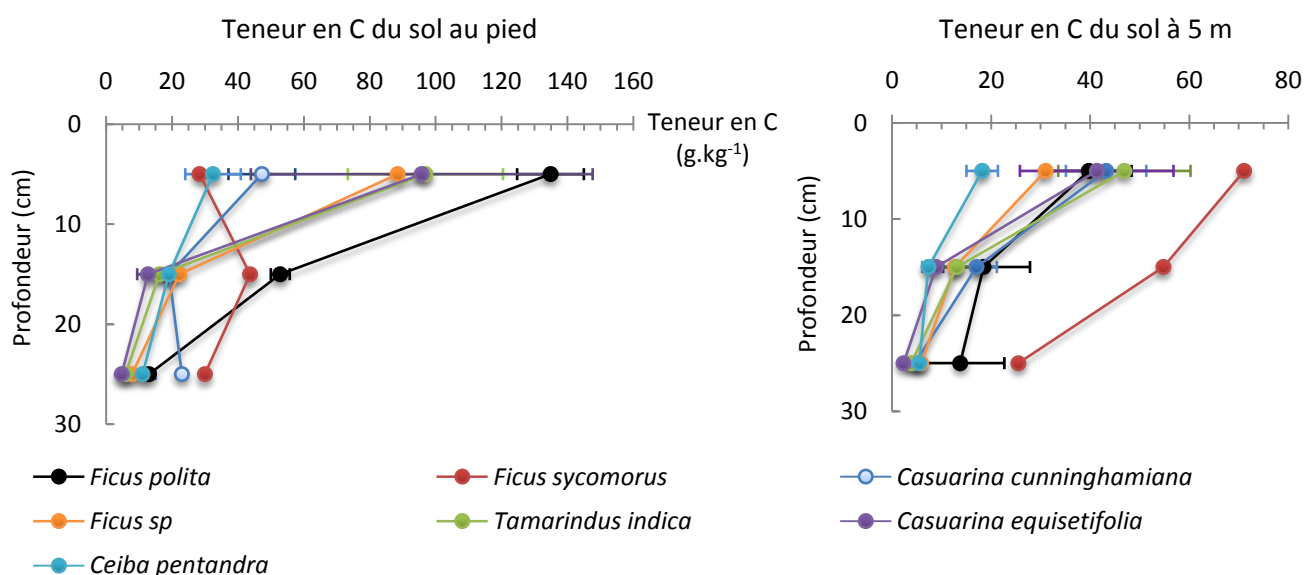 Teneur en C du sol au pied
0 20 40 60 80 100 120 140 160
Teneur en C
(g.kg-1)
0
10
20
30
Profondeur (cm)
Teneur en C du sol à 5 m
0 20 40 60 80
0
10
20
30
Profondeur (cm)
Ficus polita
Ficus sycomorus
Casuarina cunninghamiana
Ficus sp
Tamarindus indica
Casuarina equisetifolia
Ceiba pentandra